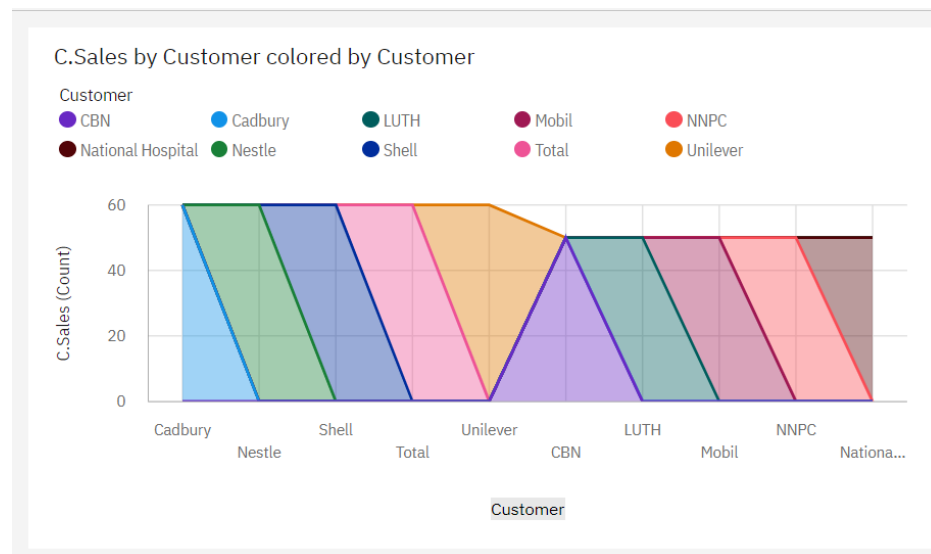 C.Sales by Customer colored by Customer
Customer
CBN Cadbury LUTH Mobil NNPC
National Hospital Nestle Shell Total Unilever
60
40
20
0
C.Sales (Count)
Cadbury Shell Unilever LUTH NNPC
Nestle Total CBN Mobil Nationa...
Customer